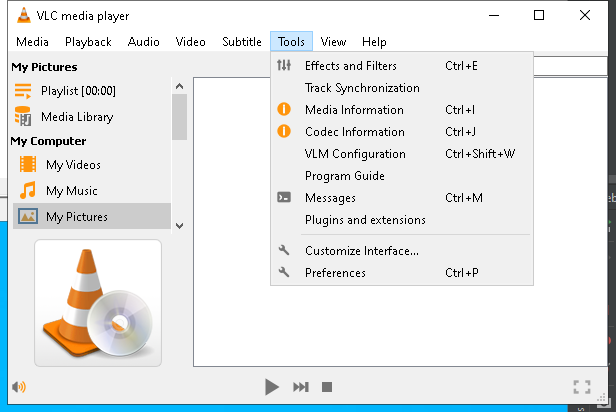 VLC media player
Media Playback Audio Video Subtitle Tools View Help
My Pictures
Playlist [00:00]
Media Library
My Computer
My Videos
My Music
My Pictures
Effects and Filters Ctrl+E
Track Synchronization
Media Information Ctrl+I
Codec Information Ctrl+J
VLM Configuration Ctrl+Shift+W
Program Guide
Messages Ctrl+M
Plugins and extensions
Customize Interface...
Preferences Ctrl+P